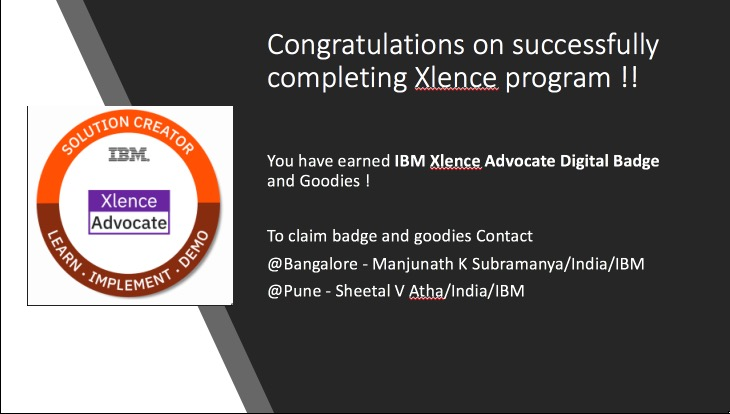 Congratulations on successfully
completing Xlence program !!
SOLUTION CREATOR
IBM.
Xlence
Advocate
LEARN · IMPLEMENT · DEMO
You have earned IBM Xlence Advocate Digital Badge
and Goodies !
To claim badge and goodies Contact
@Bangalore - Manjunath K Subramanya/India/IBM
@Pune - Sheetal V Atha/India/IBM